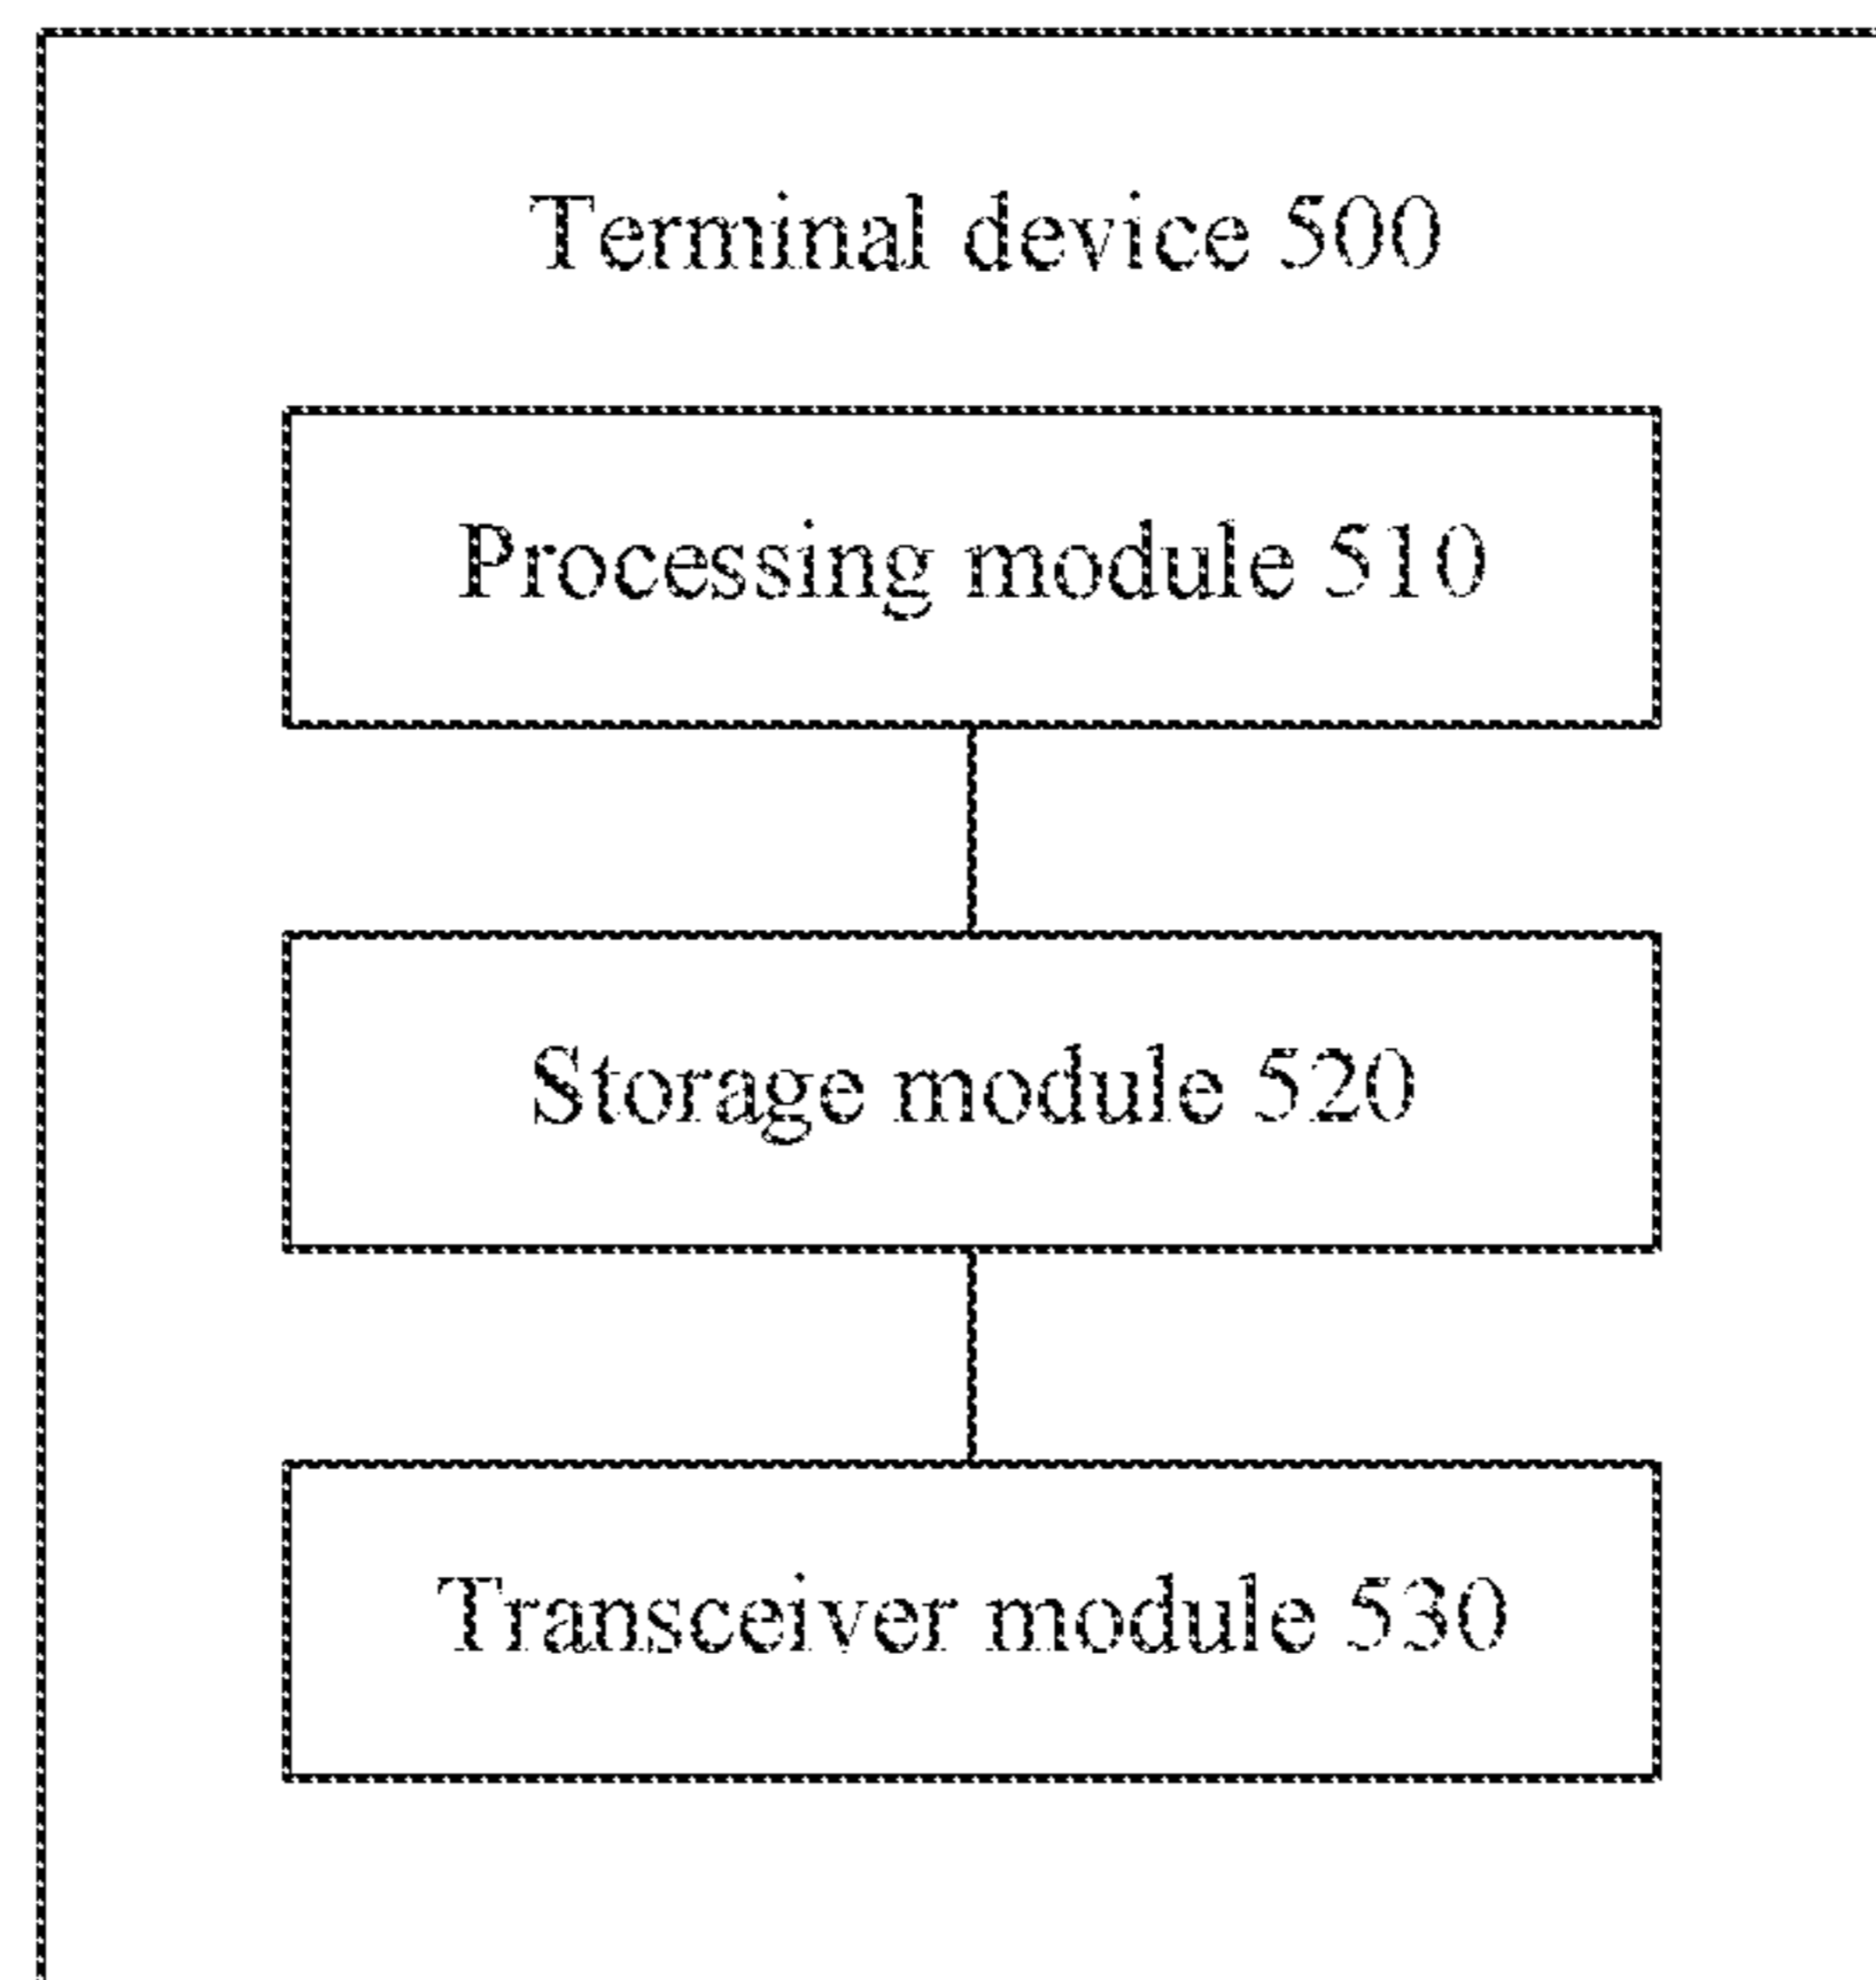 Terminal device 500
Processing module 510
Storage module 520
Transceiver module 530